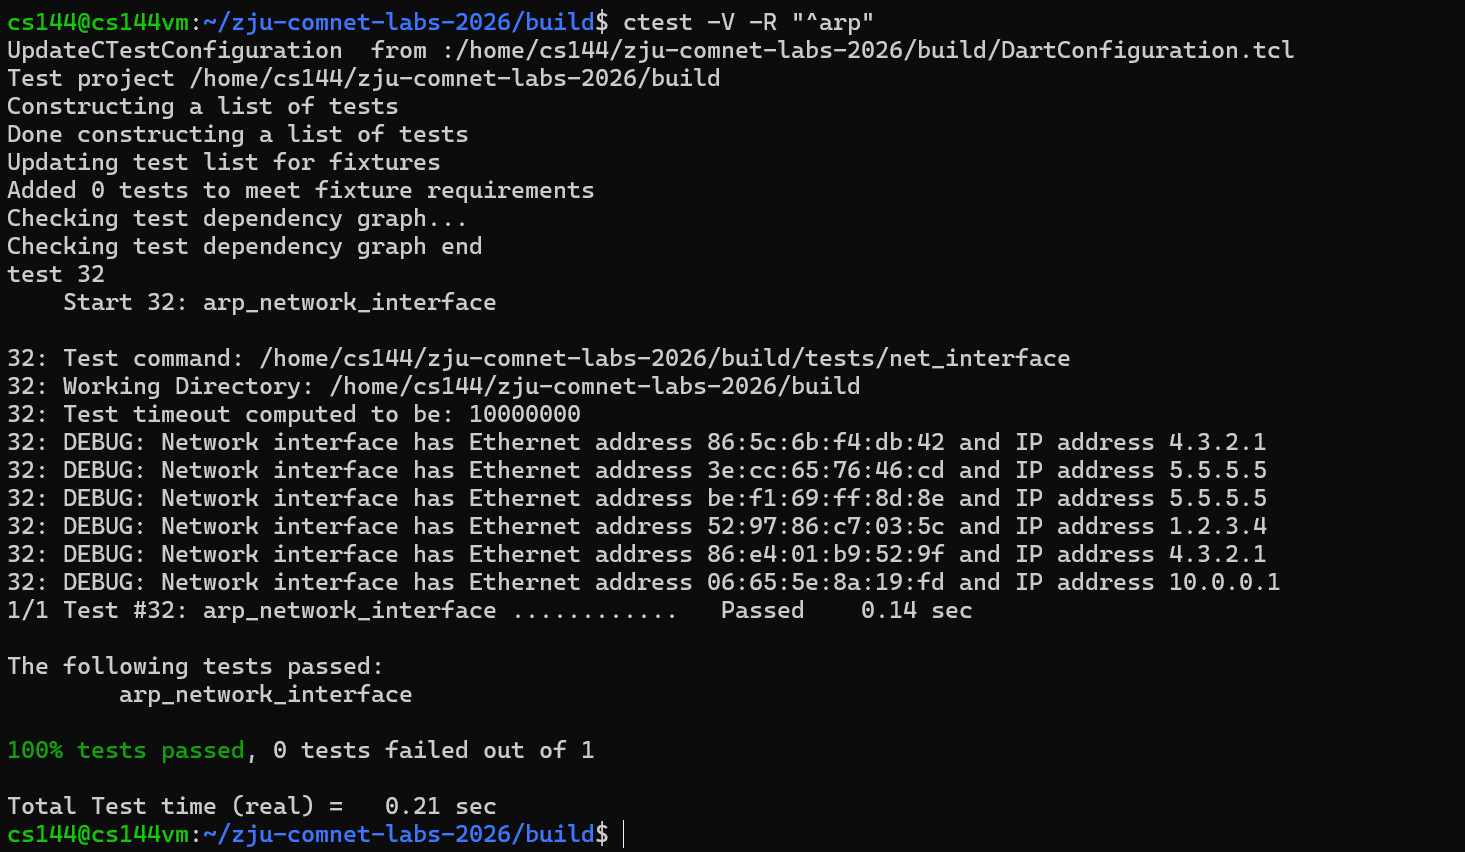 cs144@cs144vm:~/zju-comnet-labs-2026/build$ ctest -V -R "^arp"
UpdateCTestConfiguration  from :/home/cs144/zju-comnet-labs-2026/build/DartConfiguration.tcl
Test project /home/cs144/zju-comnet-labs-2026/build
Constructing a list of tests
Done constructing a list of tests
Updating test list for fixtures
Added 0 tests to meet fixture requirements
Checking test dependency graph...
Checking test dependency graph end
test 32
    Start 32: arp_network_interface

32: Test command: /home/cs144/zju-comnet-labs-2026/build/tests/net_interface
32: Working Directory: /home/cs144/zju-comnet-labs-2026/build
32: Test timeout computed to be: 10000000
32: DEBUG: Network interface has Ethernet address 86:5c:6b:f4:db:42 and IP address 4.3.2.1
32: DEBUG: Network interface has Ethernet address 3e:cc:65:76:46:cd and IP address 5.5.5.5
32: DEBUG: Network interface has Ethernet address be:f1:69:ff:8d:8e and IP address 5.5.5.5
32: DEBUG: Network interface has Ethernet address 52:97:86:c7:03:5c and IP address 1.2.3.4
32: DEBUG: Network interface has Ethernet address 86:e4:01:b9:52:9f and IP address 4.3.2.1
32: DEBUG: Network interface has Ethernet address 06:65:5e:8a:19:fd and IP address 10.0.0.1
1/1 Test #32: arp_network_interface ............   Passed    0.14 sec

The following tests passed:
        arp_network_interface

100% tests passed, 0 tests failed out of 1

Total Test time (real) =   0.21 sec
cs144@cs144vm:~/zju-comnet-labs-2026/build$